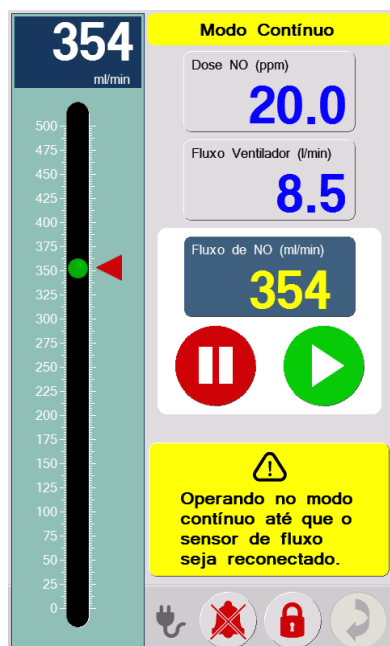 354
ml/min
500
475
450
425
400
375
350
325
300
275
250
225
200
175
150
125
100
75
50
25
0
Modo Contínuo
Dose NO (ppm)
20.0
Fluxo Ventilador (l/min)
8.5
Fluxo de NO (ml/min)
354
Operando no modo
contínuo até que o
sensor de fluxo
seja reconectado.